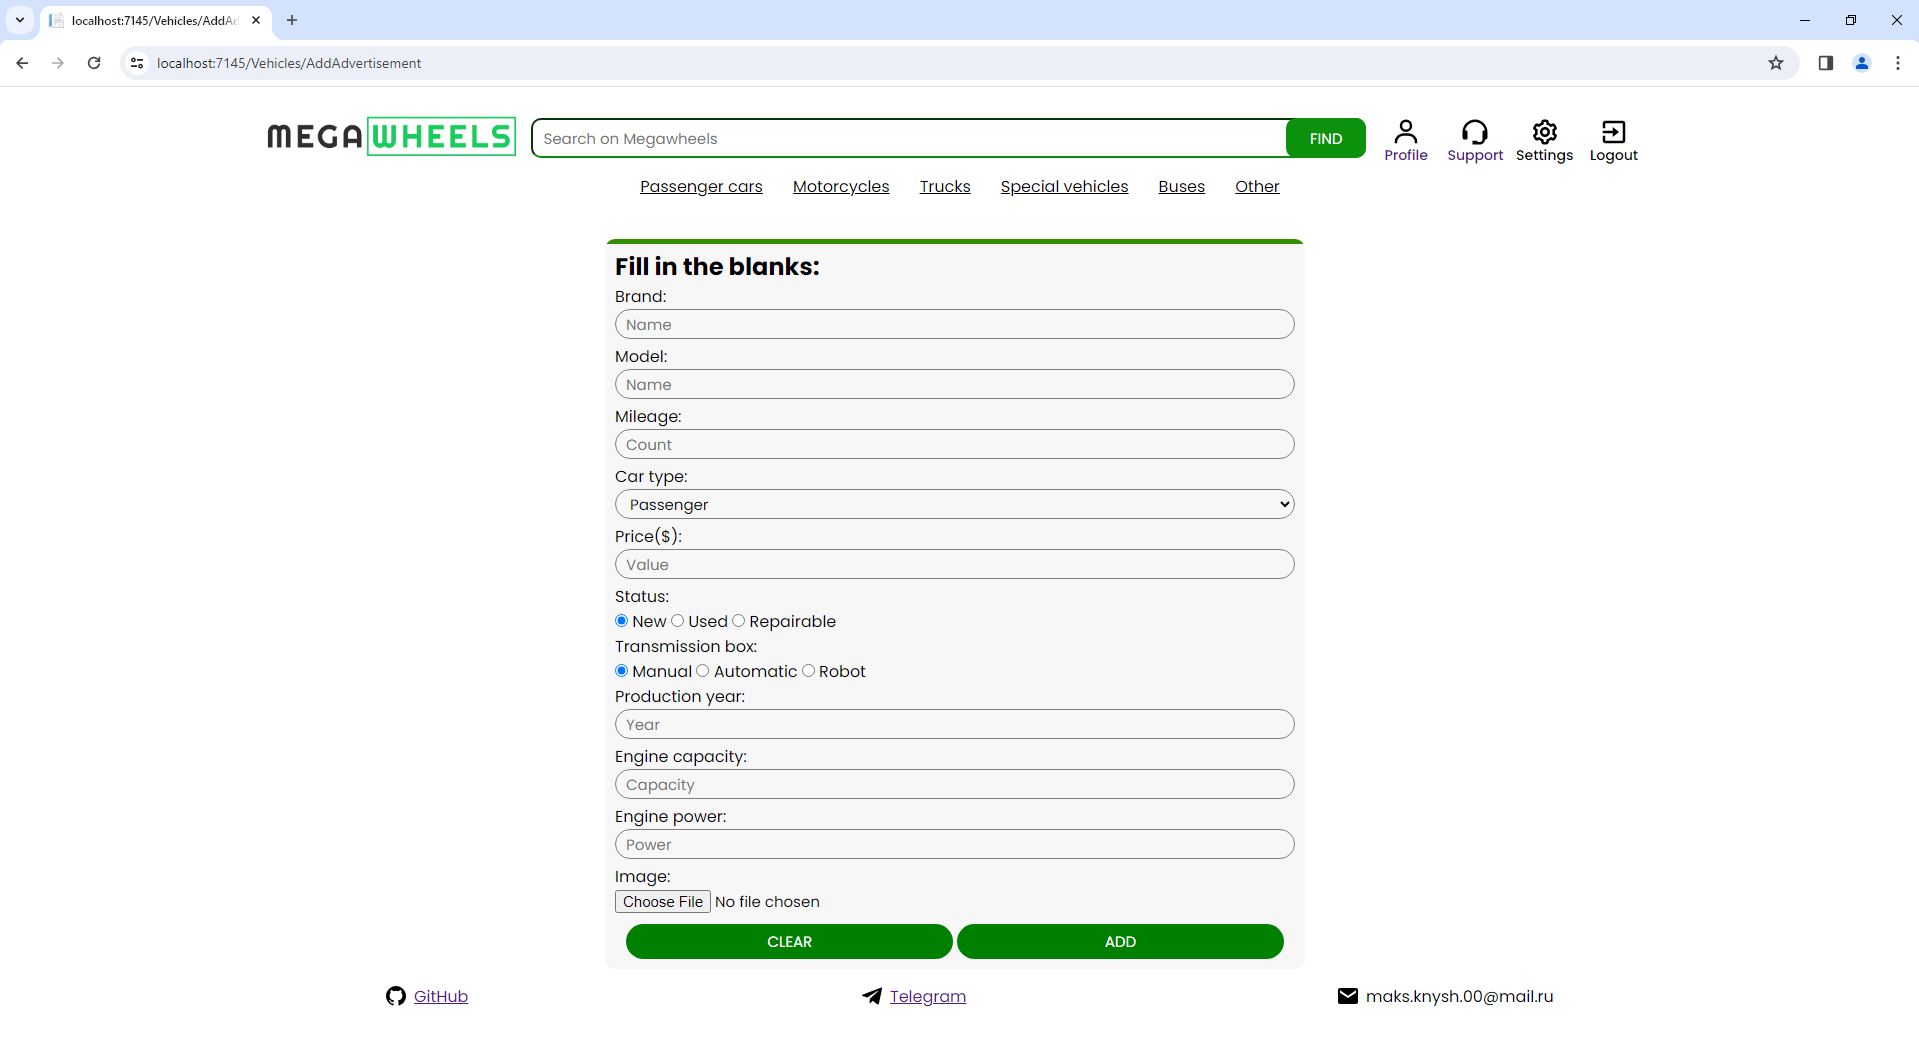 localhost:7145/Vehicles/AddAd
localhost:7145/Vehicles/AddAdvertisement
MEGAWHEELS
Search on Megawheels
FIND
Profile
Support
Settings
Logout
Passenger cars Motorcycles Trucks Special vehicles Buses Other
Fill in the blanks:
Brand:
Name
Model:
Name
Mileage:
Count
Car type:
Passenger
Price($):
Value
Status:
New Used Repairable
Transmission box:
Manual Automatic Robot
Production year:
Year
Engine capacity:
Capacity
Engine power:
Power
Image:
Choose File No file chosen
CLEAR ADD
GitHub Telegram maks.knysh.00@mail.ru